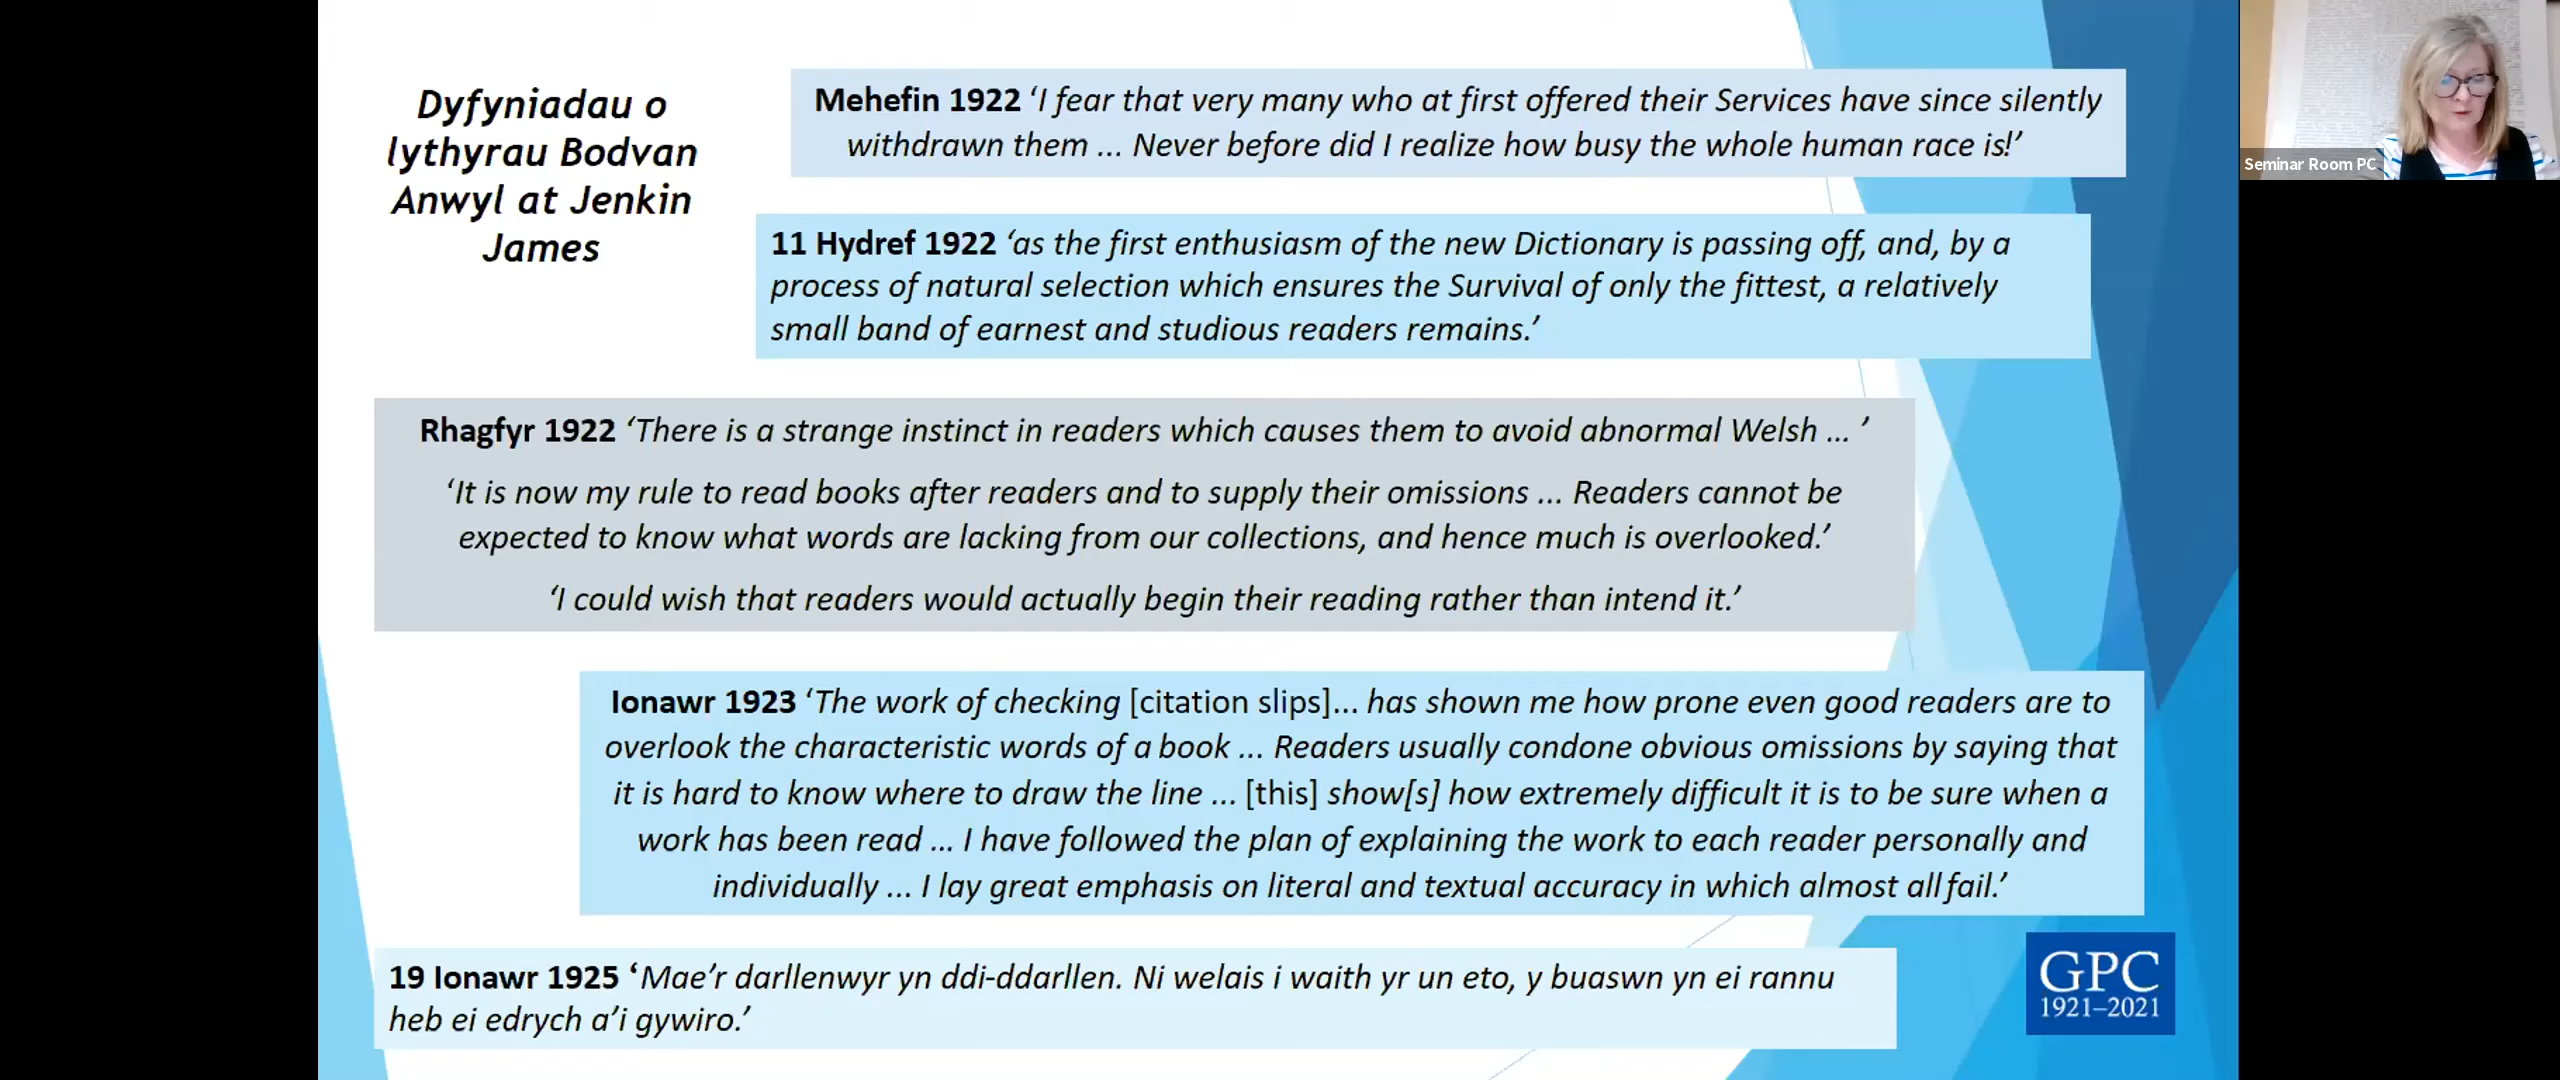 Dyfyniadau o
lythyrau Bodvan
Anwyl at Jenkin
James
Mehefin 1922 ‘I fear that very many who at first offered their Services have since silently
withdrawn them ... Never before did I realize how busy the whole human race is!’
11 Hydref 1922 ‘as the first enthusiasm of the new Dictionary is passing off, and, by a
process of natural selection which ensures the Survival of only the fittest, a relatively
small band of earnest and studious readers remains.’
Rhagfyr 1922 ‘There is a strange instinct in readers which causes them to avoid abnormal Welsh ... ’
‘It is now my rule to read books after readers and to supply their omissions ... Readers cannot be
expected to know what words are lacking from our collections, and hence much is overlooked.’
‘I could wish that readers would actually begin their reading rather than intend it.’
Ionawr 1923 ‘The work of checking [citation slips]... has shown me how prone even good readers are to
overlook the characteristic words of a book ... Readers usually condone obvious omissions by saying that
it is hard to know where to draw the line ... [this] show[s] how extremely difficult it is to be sure when a
work has been read ... I have followed the plan of explaining the work to each reader personally and
individually ... I lay great emphasis on literal and textual accuracy in which almost all fail.’
19 Ionawr 1925 ‘Mae’r darllenwyr yn ddi-ddarllen. Ni welais i waith yr un eto, y buaswn yn ei rannu
heb ei edrych a’i gywiro.’
GPC
1921–2021
Seminar Room PC